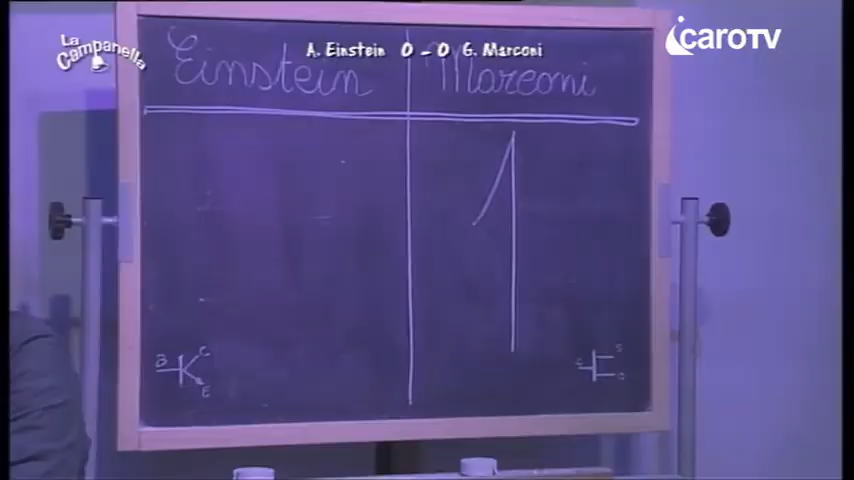 La Campanella
A. Einstein 0 - 0 G. Marconi
icaroTV
Einstein Marconi
1
B C E
G S D